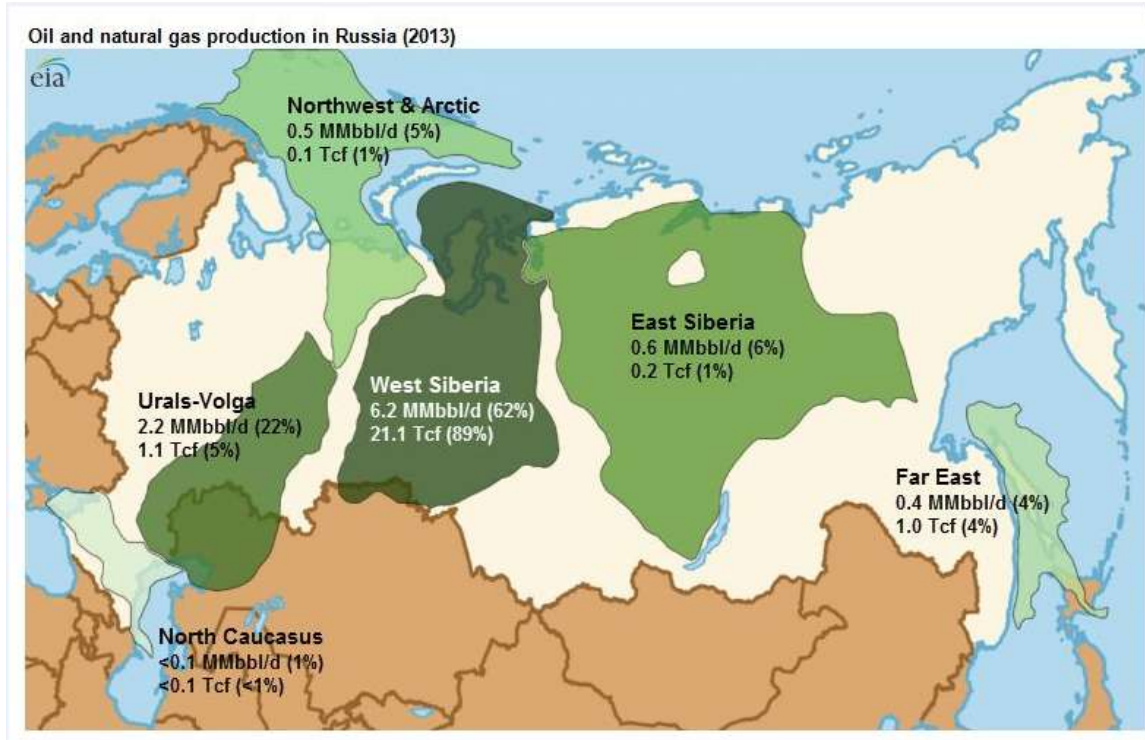 Oil and natural gas production in Russia (2013)
eia
Northwest & Arctic
0.5 MMbbl/d (5%)
0.1 Tcf (1%)
East Siberia
0.6 MMbbl/d (6%)
0.2 Tcf (1%)
West Siberia
6.2 MMbbl/d (62%)
21.1 Tcf (89%)
Urals-Volga
2.2 MMbbl/d (22%)
1.1 Tcf (5%)
Far East
0.4 MMbbl/d (4%)
1.0 Tcf (4%)
North Caucasus
<0.1 MMbbl/d (1%)
<0.1 Tcf (<1%)